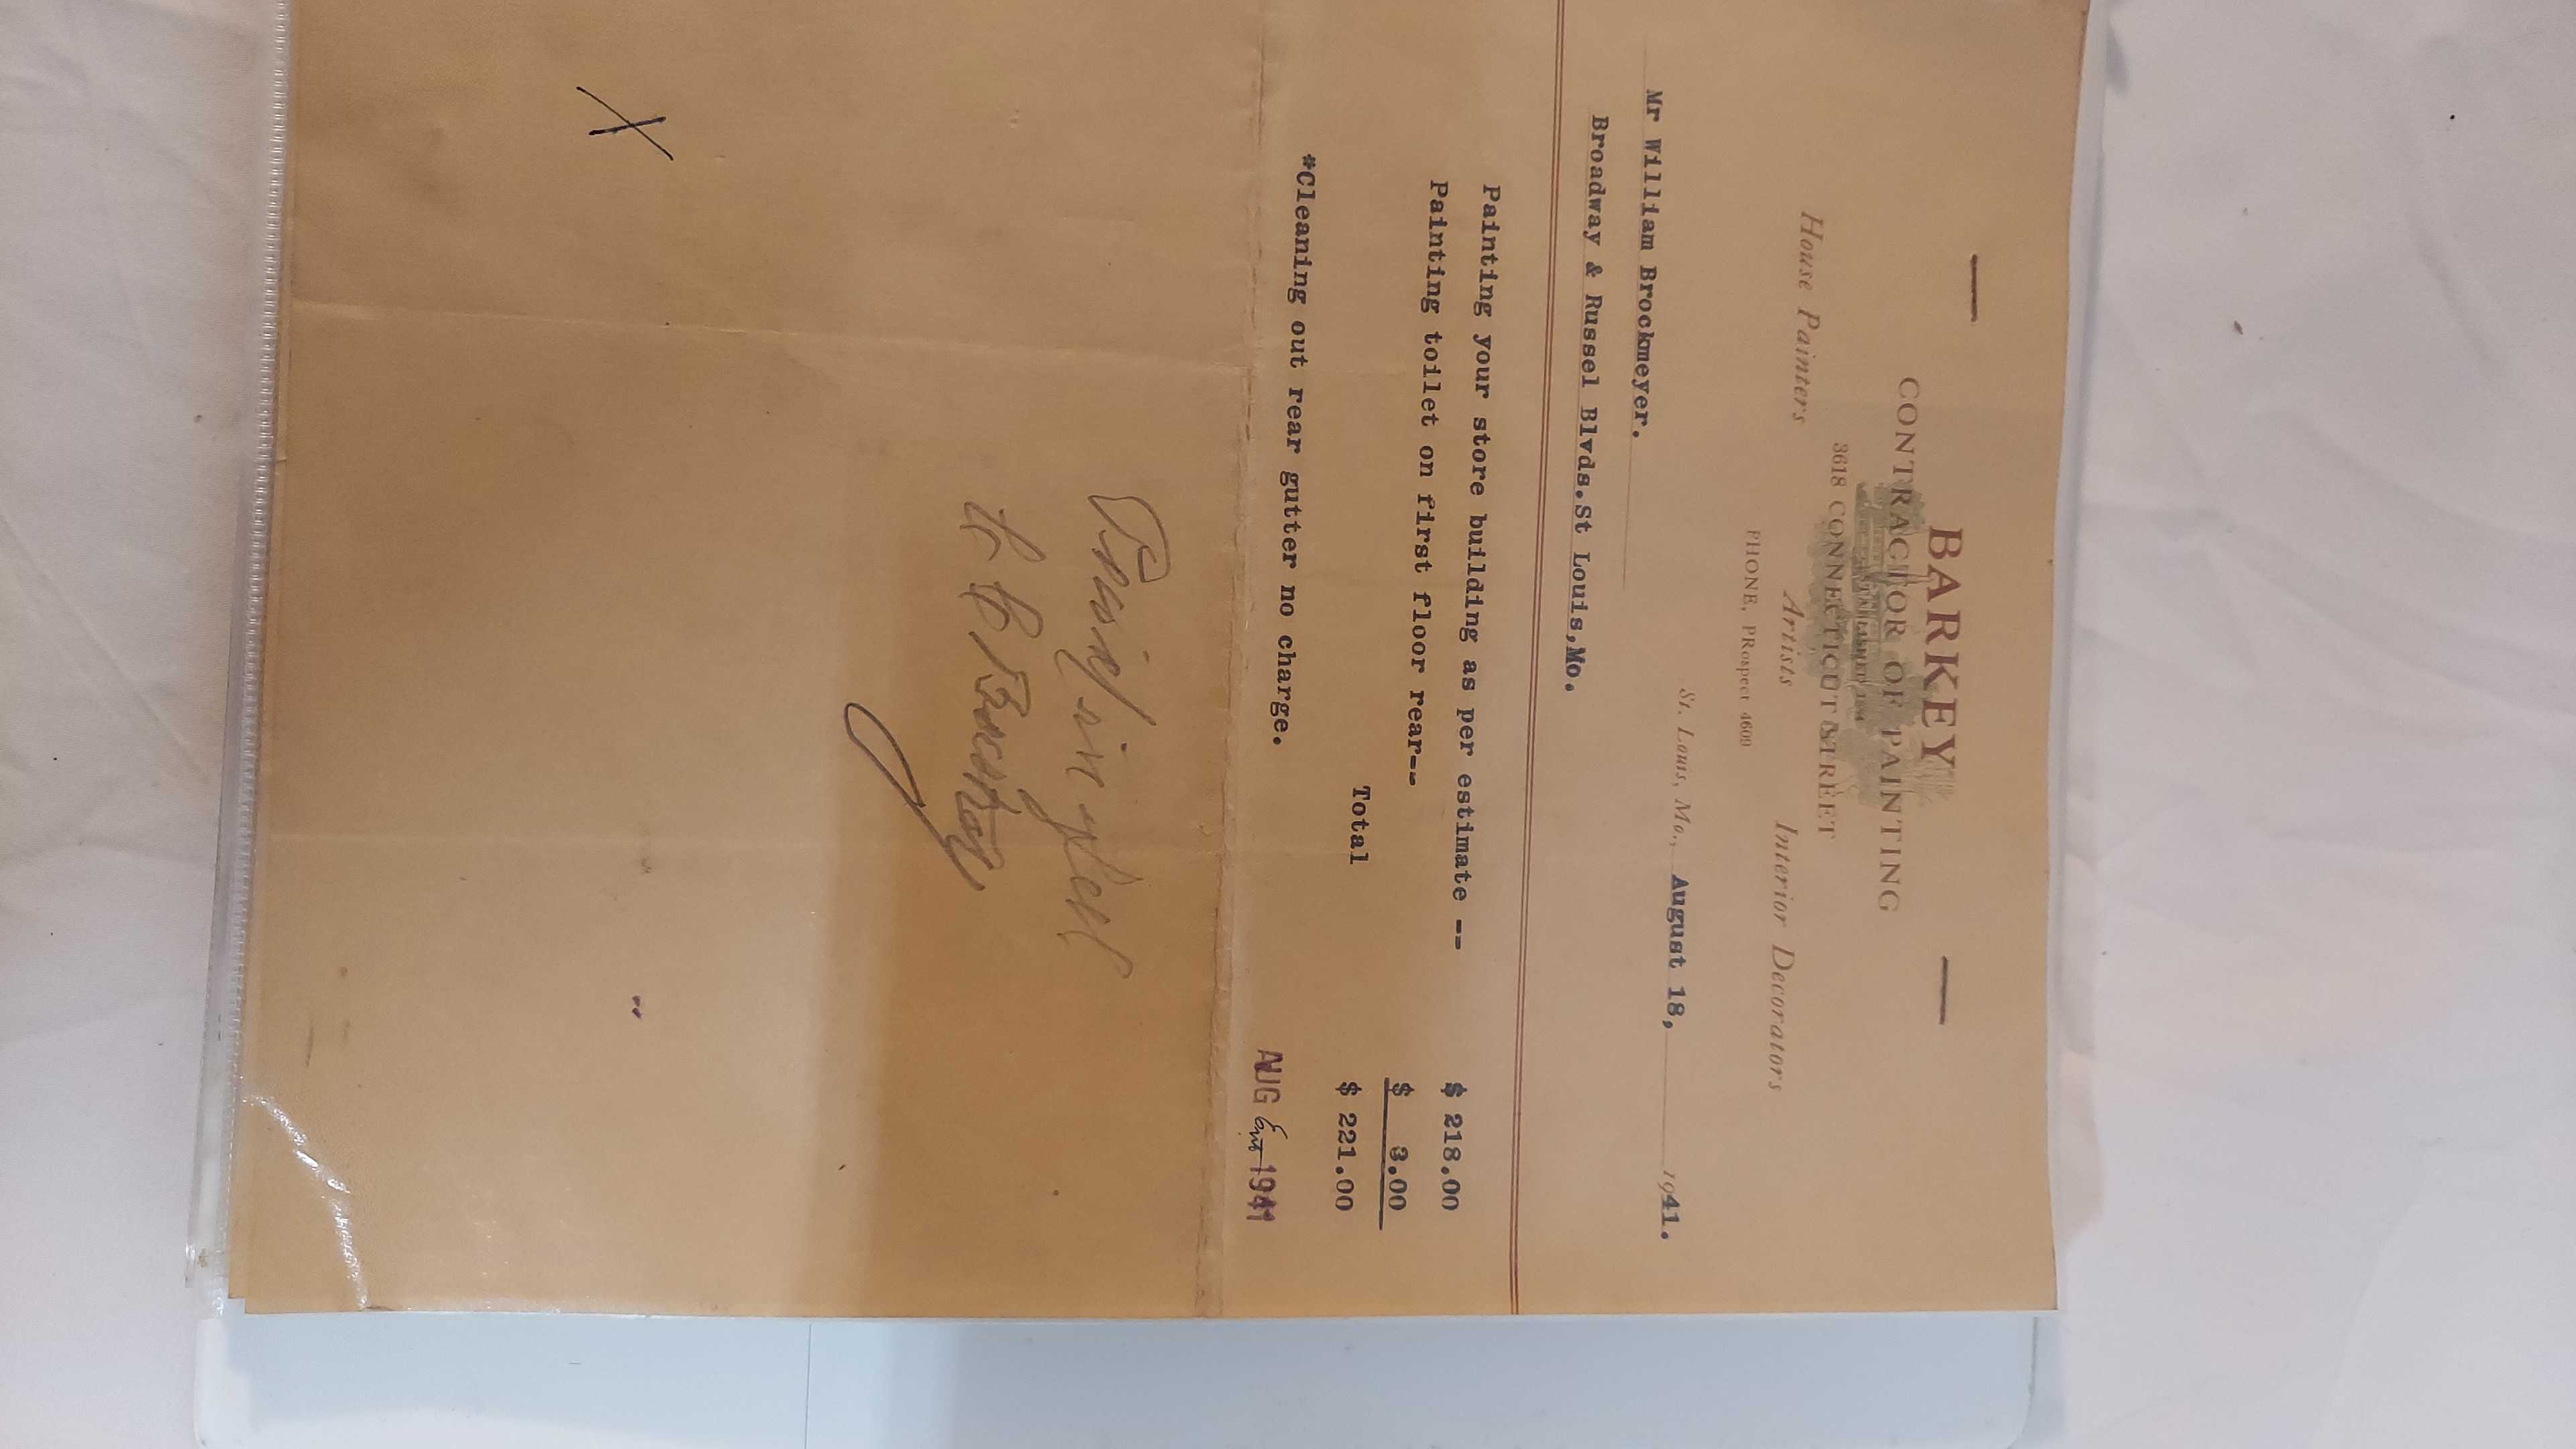 BARKEY
CONTRACTOR OF PAINTING
3618 CONNECTICUT STREET
House Painters Artists Interior Decorators
PHONE, PRospect 4600
St. Louis, Mo., August 18, 1941.
Mr William Brockmeyer.
Broadway & Russel Blvds.St Louis,Mo.
Painting your store building as per estimate -- $ 218.00
Painting toilet on first floor rear-- $ 3.00
Total $ 221.00
*Cleaning out rear gutter no charge.
AUG 1941
Paid in full
X